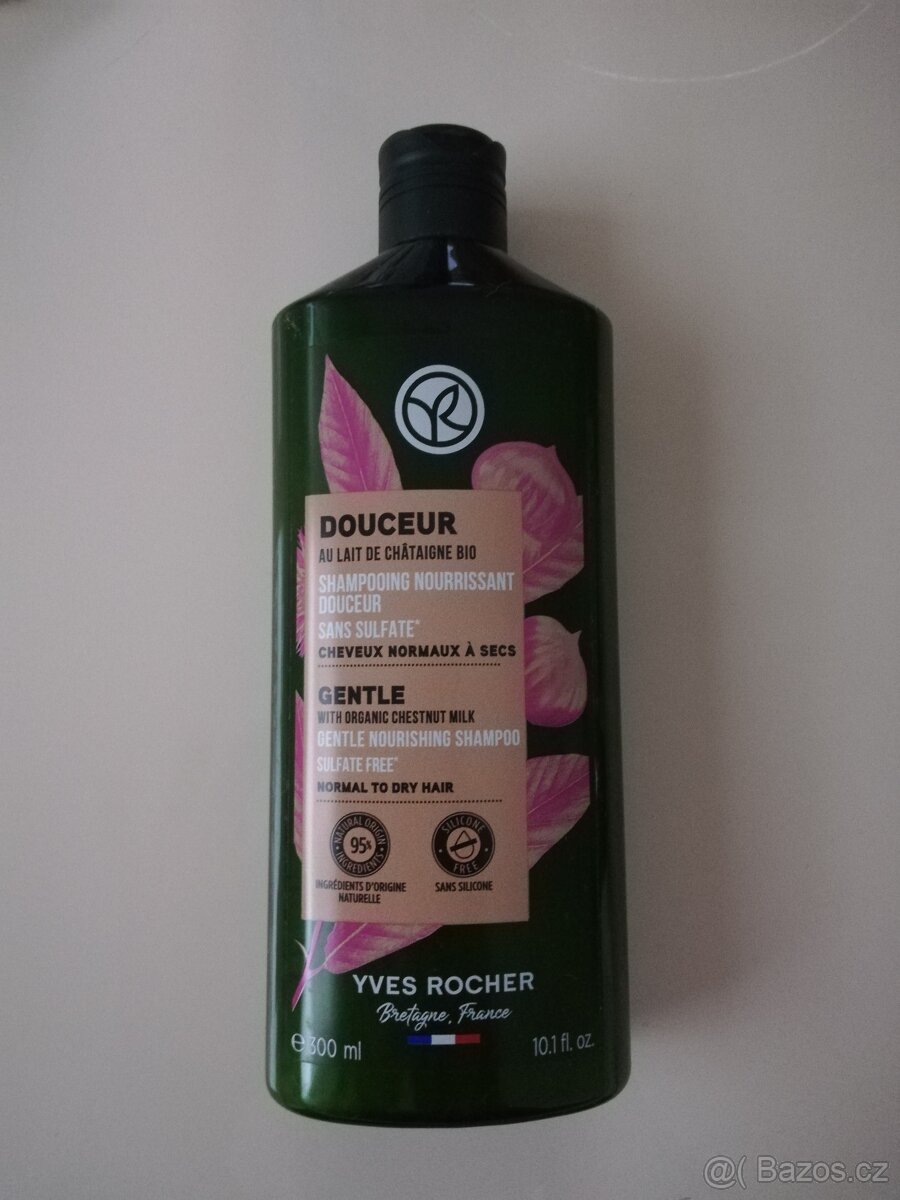 DOUCEUR
AU LAIT DE CHÂTAIGNE BIO
SHAMPOOING NOURRISSANT
DOUCEUR
SANS SULFATE*
CHEVEUX NORMAUX À SECS
GENTLE
WITH ORGANIC CHESTNUT MILK
GENTLE NOURISHING SHAMPOO
SULFATE FREE*
NORMAL TO DRY HAIR
NATURAL ORIGIN
95%
INGREDIENTS
SILICONE
FREE
INGRÉDIENTS D'ORIGINE
NATURELLE
SANS SILICONE
YVES ROCHER
Bretagne, France
℮300 ml
10.1 fl. oz.
@( Bazos.cz